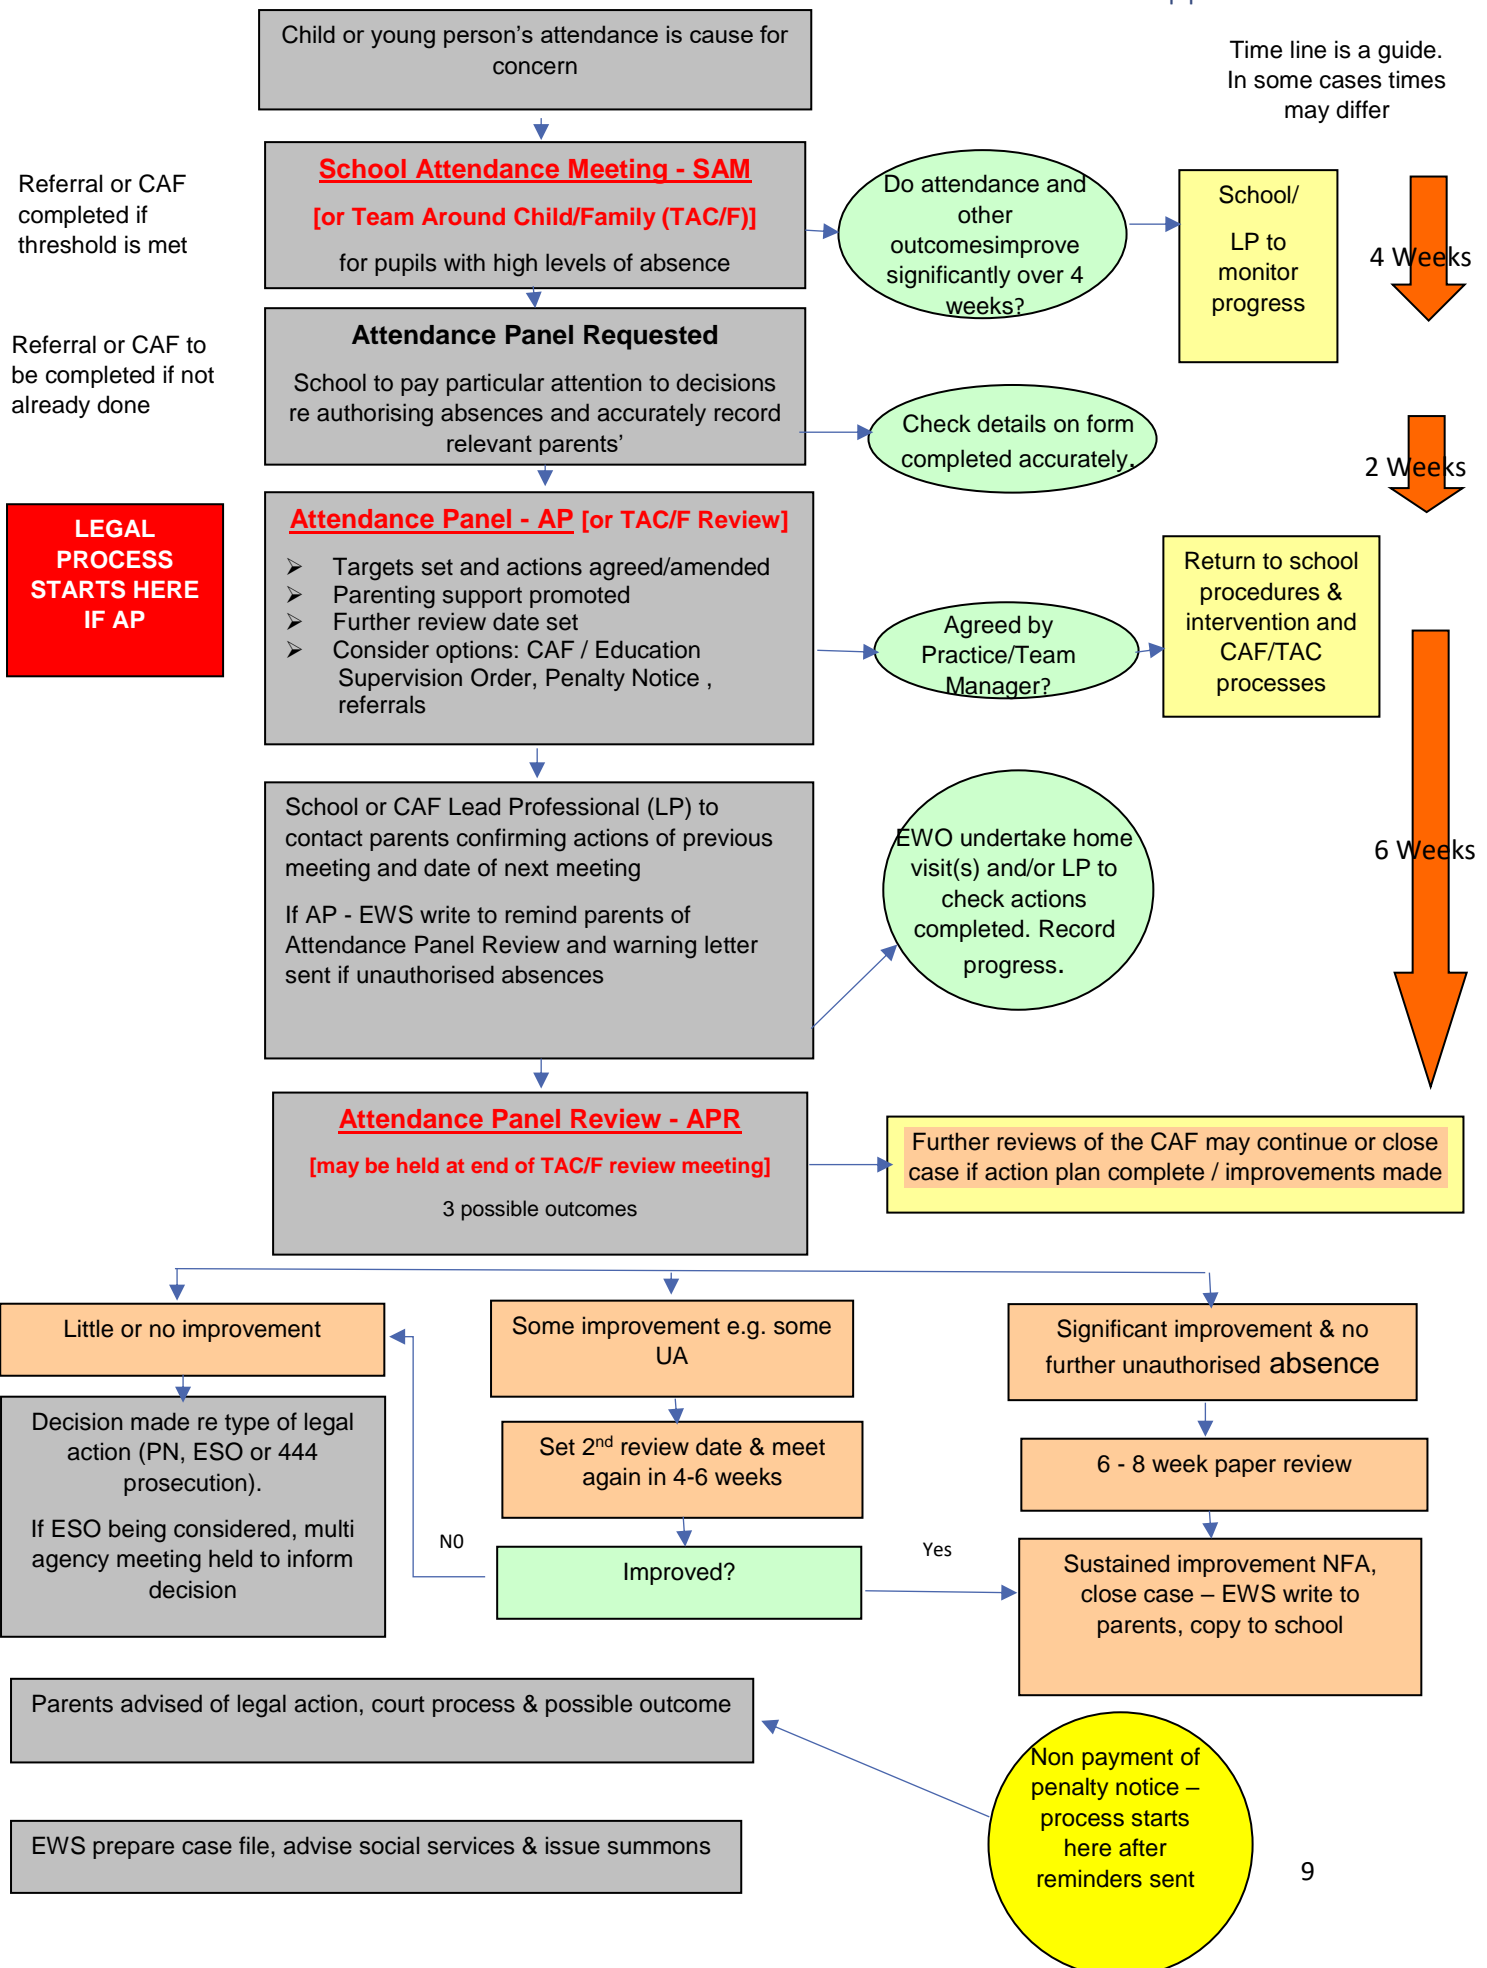 Child or young person's attendance is cause for
concern
Time line is a guide.
In some cases times
may differ
Referral or CAF
completed if
threshold is met
School Attendance Meeting - SAM
[or Team Around Child/Family (TAC/F)]
for pupils with high levels of absence
Do attendance and
other
outcomesimprove
significantly over 4
weeks?
School/
LP to
monitor
progress
4 Weeks
Referral or CAF to
be completed if not
already done
Attendance Panel Requested
School to pay particular attention to decisions
re authorising absences and accurately record
relevant parents'
Check details on form
completed accurately.
2 Weeks
LEGAL
PROCESS
STARTS HERE
IF AP
Attendance Panel - AP [or TAC/F Review]
➢ Targets set and actions agreed/amended
➢ Parenting support promoted
➢ Further review date set
➢ Consider options: CAF / Education
Supervision Order, Penalty Notice ,
referrals
Agreed by
Practice/Team
Manager?
Return to school
procedures &
intervention and
CAF/TAC
processes
School or CAF Lead Professional (LP) to
contact parents confirming actions of previous
meeting and date of next meeting
If AP - EWS write to remind parents of
Attendance Panel Review and warning letter
sent if unauthorised absences
EWO undertake home
visit(s) and/or LP to
check actions
completed. Record
progress.
6 Weeks
Attendance Panel Review - APR
[may be held at end of TAC/F review meeting]
3 possible outcomes
Further reviews of the CAF may continue or close
case if action plan complete / improvements made
Little or no improvement
Some improvement e.g. some
UA
Significant improvement & no
further unauthorised absence
Decision made re type of legal
action (PN, ESO or 444
prosecution).
If ESO being considered, multi
agency meeting held to inform
decision
Set 2nd review date & meet
again in 4-6 weeks
6 - 8 week paper review
N0
Improved?
Yes
Sustained improvement NFA,
close case – EWS write to
parents, copy to school
Parents advised of legal action, court process & possible outcome
Non payment of
penalty notice –
process starts
here after
reminders sent
EWS prepare case file, advise social services & issue summons
9